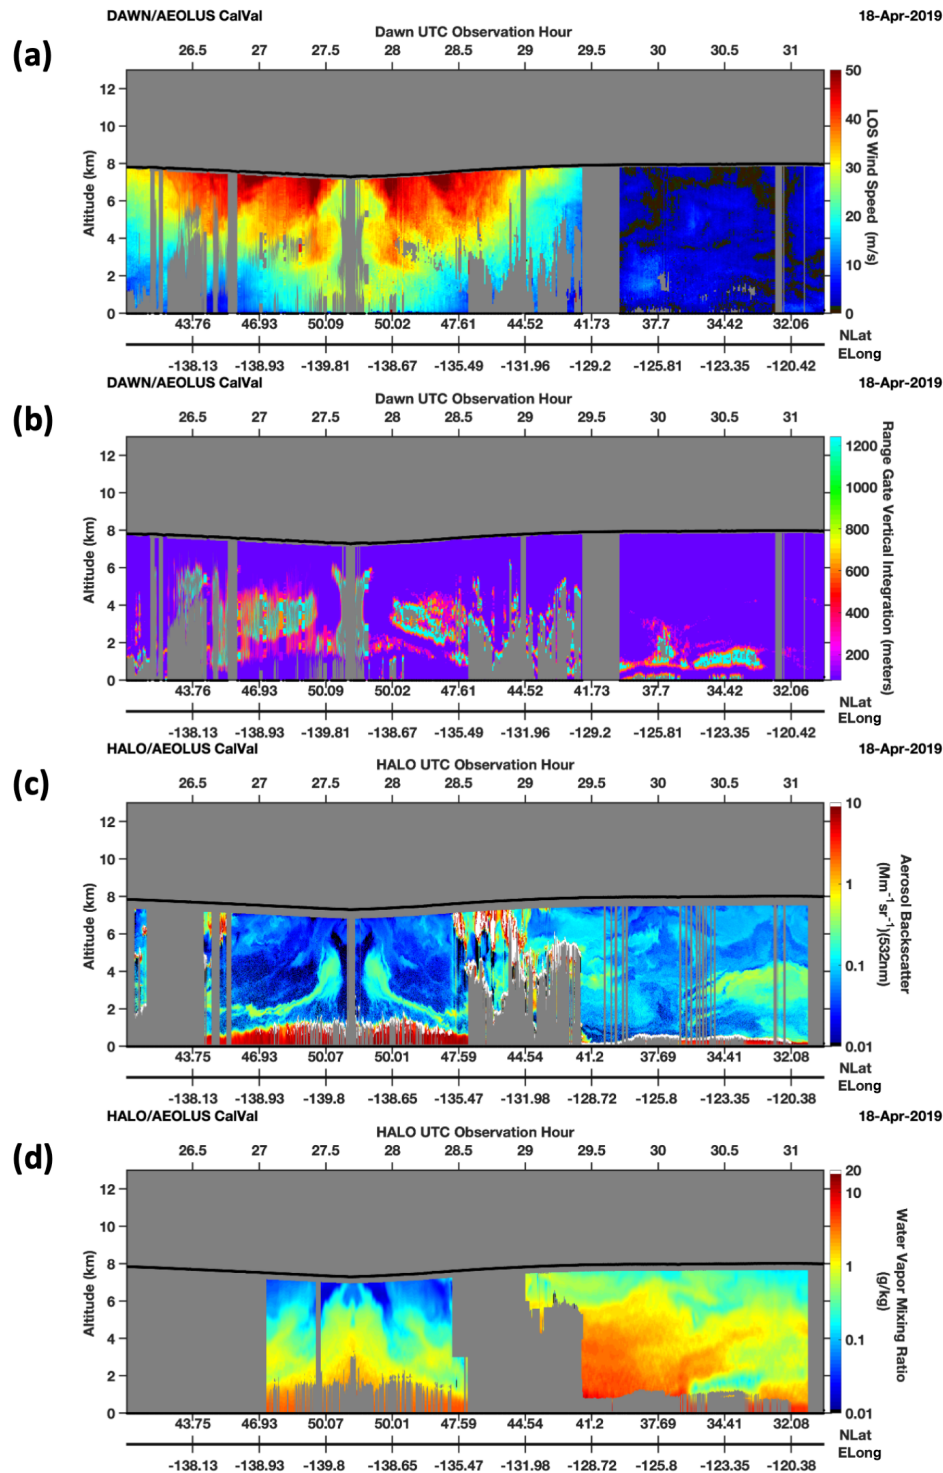 DAWN/AEOLUS CalVal 18-Apr-2019
(a)
Dawn UTC Observation Hour
26.5 27 27.5 28 28.5 29 29.5 30 30.5 31
12
10
8
6
4
2
0
Altitude (km)
50
40
30
20
10
0
LOS Wind Speed (m/s)
43.76 46.93 50.09 50.02 47.61 44.52 41.73 37.7 34.42 32.06
NLat
ELong
-138.13 -138.93 -139.81 -138.67 -135.49 -131.96 -129.2 -125.81 -123.35 -120.42
DAWN/AEOLUS CalVal 18-Apr-2019
(b)
Dawn UTC Observation Hour
26.5 27 27.5 28 28.5 29 29.5 30 30.5 31
12
10
8
6
4
2
0
Altitude (km)
1200
1000
800
600
400
200
Range Gate Vertical Integration (meters)
43.76 46.93 50.09 50.02 47.61 44.52 41.73 37.7 34.42 32.06
NLat
ELong
-138.13 -138.93 -139.81 -138.67 -135.49 -131.96 -129.2 -125.81 -123.35 -120.42
HALO/AEOLUS CalVal 18-Apr-2019
(c)
HALO UTC Observation Hour
26.5 27 27.5 28 28.5 29 29.5 30 30.5 31
12
10
8
6
4
2
0
Altitude (km)
10
1
0.1
0.01
Aerosol Backscatter
(Mm-1sr-1)(532nm)
43.75 46.93 50.07 50.01 47.59 44.54 41.2 37.69 34.41 32.08
NLat
ELong
-138.13 -138.93 -139.8 -138.65 -135.47 -131.98 -128.72 -125.8 -123.35 -120.38
HALO/AEOLUS CalVal 18-Apr-2019
(d)
HALO UTC Observation Hour
26.5 27 27.5 28 28.5 29 29.5 30 30.5 31
12
10
8
6
4
2
0
Altitude (km)
20
10
1
0.1
0.01
Water Vapor Mixing Ratio
(g/kg)
43.75 46.93 50.07 50.01 47.59 44.54 41.2 37.69 34.41 32.08
NLat
ELong
-138.13 -138.93 -139.8 -138.65 -135.47 -131.98 -128.72 -125.8 -123.35 -120.38